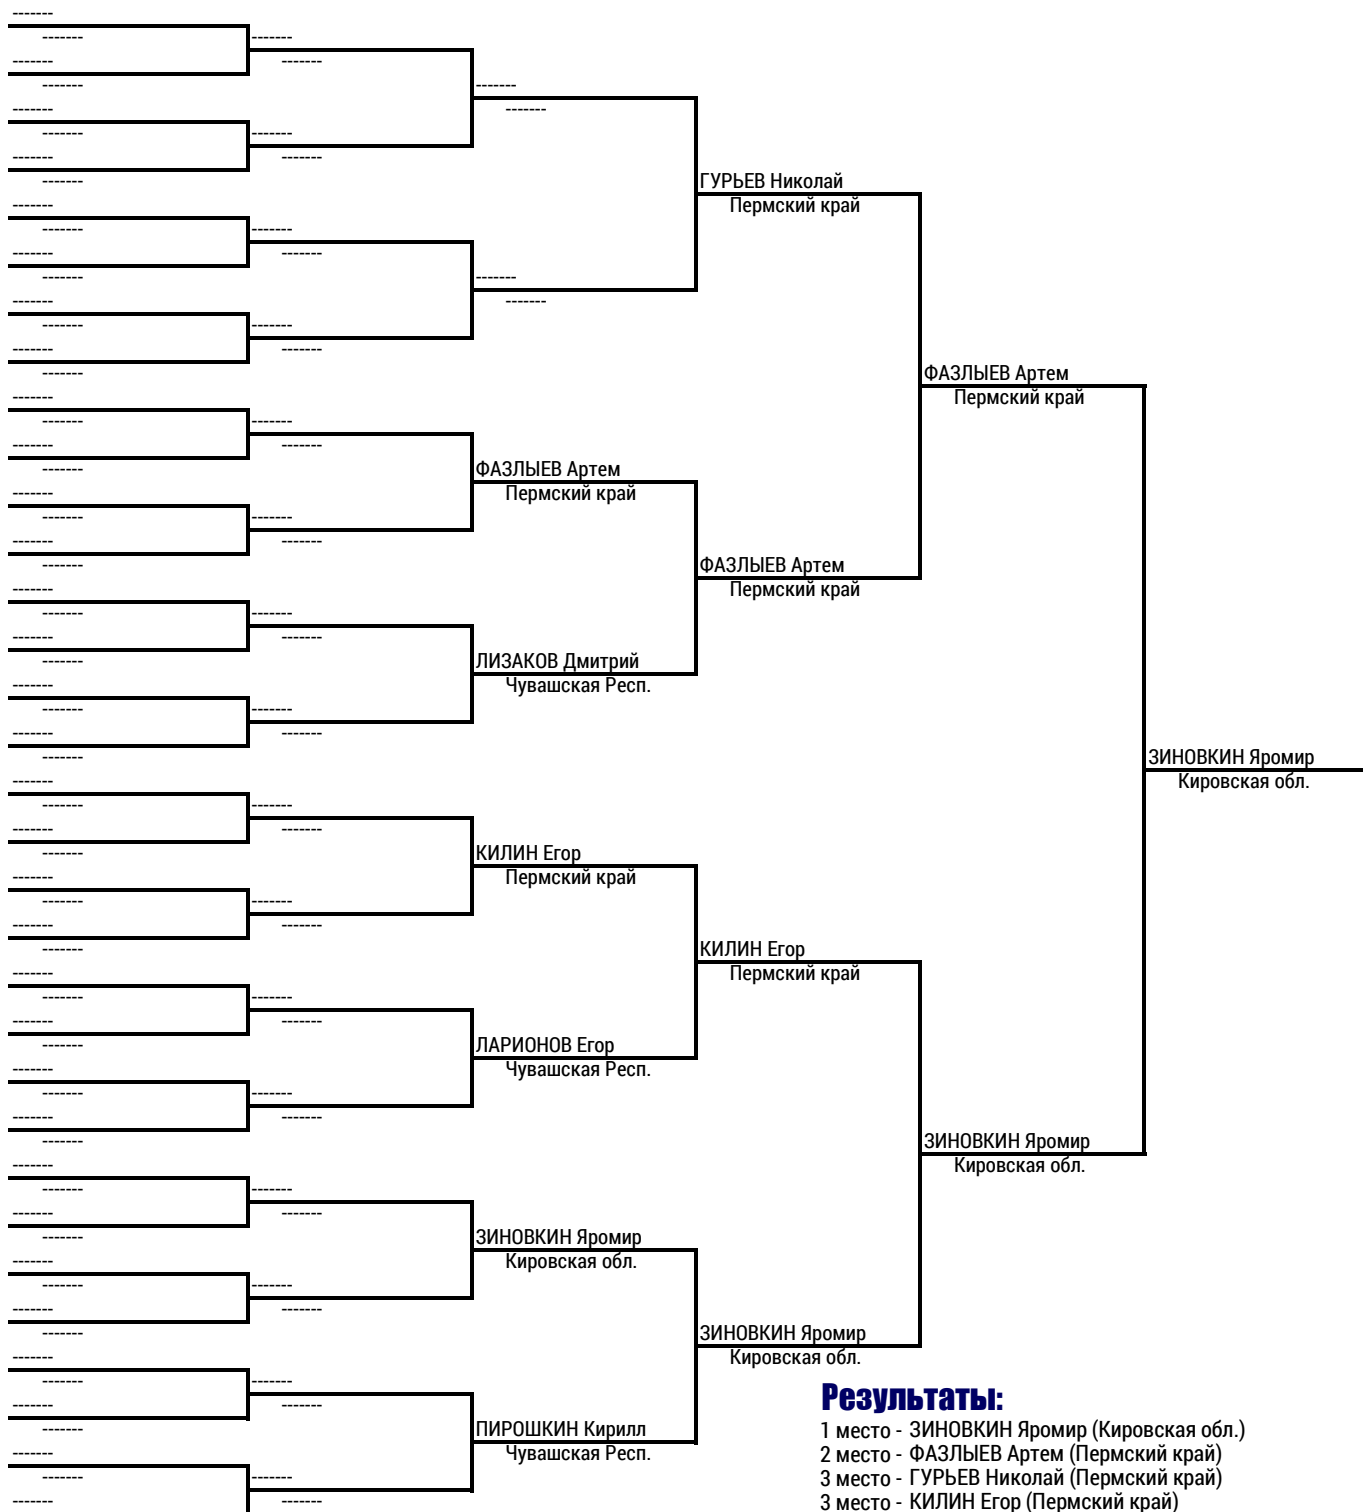 ФАЗЛЫЕВ Артем
Пермский край
ЛИЗАКОВ Дмитрий
Чувашская Респ.
КИЛИН Егор
Пермский край
ЛАРИОНОВ Егор
Чувашская Респ.
ЗИНОВКИН Яромир
Кировская обл.
ПИРОШКИН Кирилл
Чувашская Респ.
ГУРЬЕВ Николай
Пермский край
ФАЗЛЫЕВ Артем
Пермский край
КИЛИН Егор
Пермский край
ЗИНОВКИН Яромир
Кировская обл.
ФАЗЛЫЕВ Артем
Пермский край
ЗИНОВКИН Яромир
Кировская обл.
ЗИНОВКИН Яромир
Кировская обл.
Результаты:
1 место - ЗИНОВКИН Яромир (Кировская обл.)
2 место - ФАЗЛЫЕВ Артем (Пермский край)
3 место - ГУРЬЕВ Николай (Пермский край)
3 место - КИЛИН Егор (Пермский край)